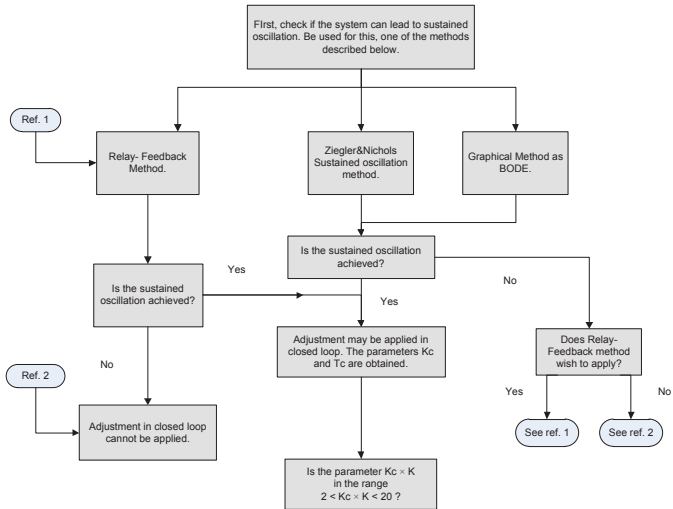 FIrst, check if the system can lead to sustained
oscillation. Be used for this, one of the methods
described below.
Ref. 1
Relay- Feedback
Method.
Ziegler&Nichols
Sustained oscillation
method.
Graphical Method as
BODE.
Is the sustained oscillation
achieved?
Yes
No
Is the sustained
oscillation achieved?
Yes
Adjustment may be applied in
closed loop. The parameters Kc
and Tc are obtained.
Does Relay-
Feedback method
wish to apply?
No
Ref. 2
Yes
No
Adjustment in closed loop
cannot be applied.
See ref. 1
See ref. 2
Is the parameter Kc × K
in the range
2 < Kc × K < 20 ?